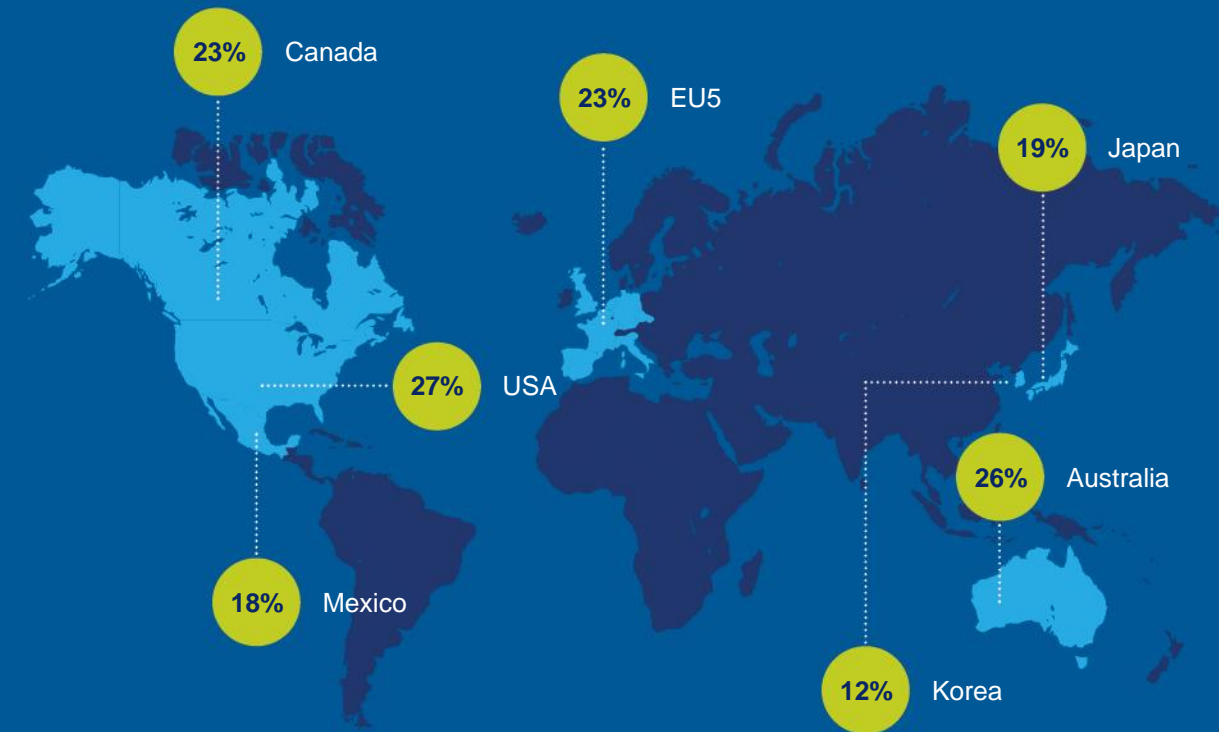 23% Canada
23% EU5
19% Japan
27% USA
26% Australia
18% Mexico
12% Korea